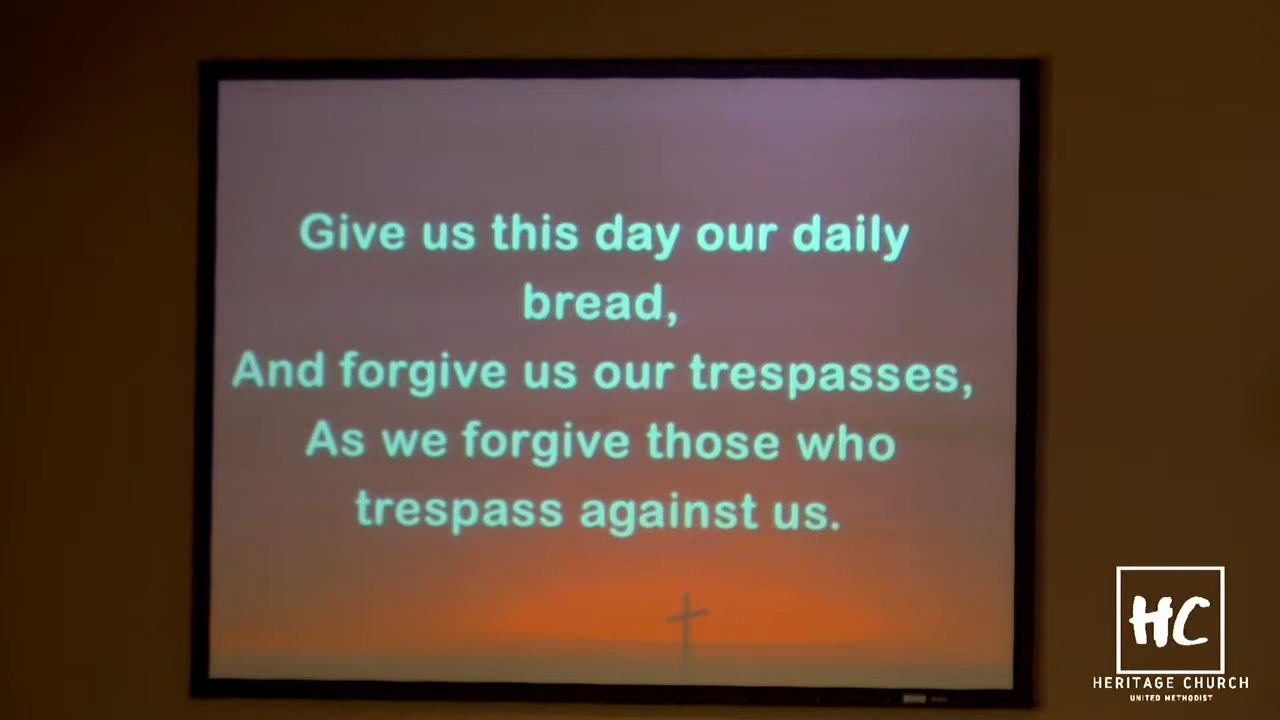 Give us this day our daily
bread,
And forgive us our trespasses,
As we forgive those who
trespass against us.
HC
HERITAGE CHURCH
UNITED METHODIST